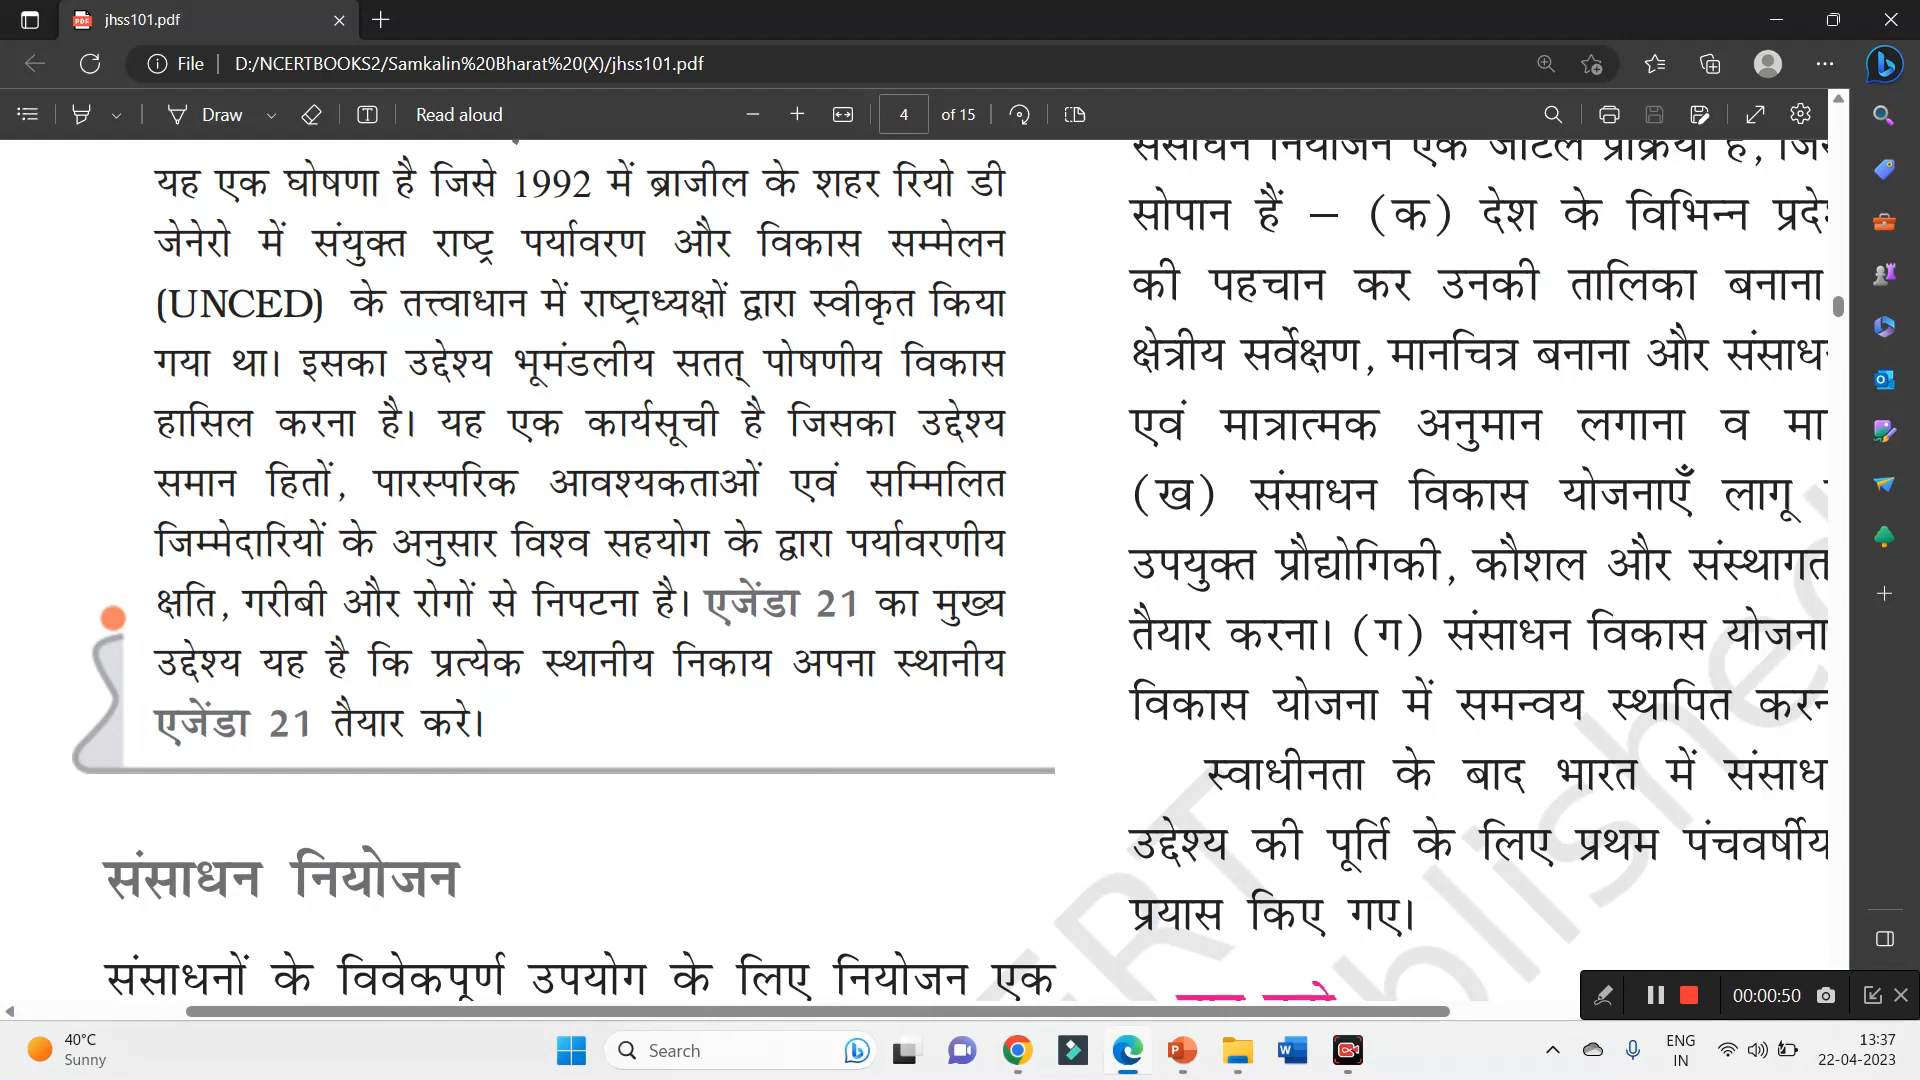 jhss101.pdf
File
D:/NCERTBOOKS2/Samkalin%20Bharat%20(X)/jhss101.pdf
Draw
Read aloud
4 of 15
यह एक घोषणा है जिसे 1992 में ब्राजील के शहर रियो डी
जेनेरो में संयुक्त राष्ट्र पर्यावरण और विकास सम्मेलन
(UNCED) के तत्त्वाधान में राष्ट्राध्यक्षों द्वारा स्वीकृत किया
गया था। इसका उद्देश्य भूमंडलीय सतत् पोषणीय विकास
हासिल करना है। यह एक कार्यसूची है जिसका उद्देश्य
समान हितों, पारस्परिक आवश्यकताओं एवं सम्मिलित
जिम्मेदारियों के अनुसार विश्व सहयोग के द्वारा पर्यावरणीय
क्षति, गरीबी और रोगों से निपटना है। एजेंडा 21 का मुख्य
उद्देश्य यह है कि प्रत्येक स्थानीय निकाय अपना स्थानीय
एजेंडा 21 तैयार करे।
संसाधन नियोजन
संसाधनों के विवेकपूर्ण उपयोग के लिए नियोजन एक
संसाधन नियोजन एक जटिल प्रक्रिया है,
सोपान हैं – (क) देश के विभिन्न
की पहचान कर उनकी तालिका बनाना
क्षेत्रीय सर्वेक्षण, मानचित्र बनाना और
एवं मात्रात्मक अनुमान लगाना व
(ख) संसाधन विकास योजनाएँ लागू
उपयुक्त प्रौद्योगिकी, कौशल और संस्थागत
तैयार करना। (ग) संसाधन विकास
विकास योजना में समन्वय स्थापित
स्वाधीनता के बाद भारत में
उद्देश्य की पूर्ति के लिए प्रथम पंचवर्षीय
प्रयास किए गए।
00:00:50
40°C
Sunny
Search
ENG
IN
13:37
22-04-2023